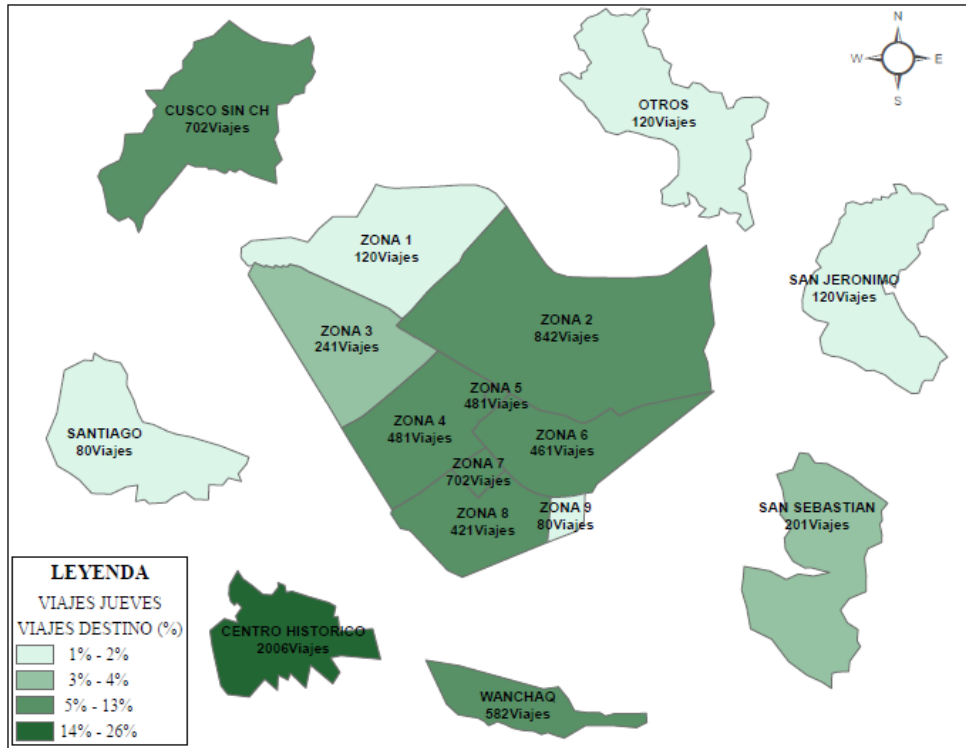 N
W E
S
CUSCO SIN CH
702Viajes
OTROS
120Viajes
ZONA 1
120Viajes
SAN JERONIMO
120Viajes
ZONA 2
842Viajes
ZONA 3
241Viajes
ZONA 5
481Viajes
ZONA 4
481Viajes
SANTIAGO
80Viajes
ZONA 6
461Viajes
ZONA 7
702Viajes
ZONA 8
421Viajes
ZONA 9
80Viajes
SAN SEBASTIAN
201Viajes
CENTRO HISTORICO
2006Viajes
WANCHAQ
582Viajes
LEYENDA
VIAJES JUEVES
VIAJES DESTINO (%)
1% - 2%
3% - 4%
5% - 13%
14% - 26%